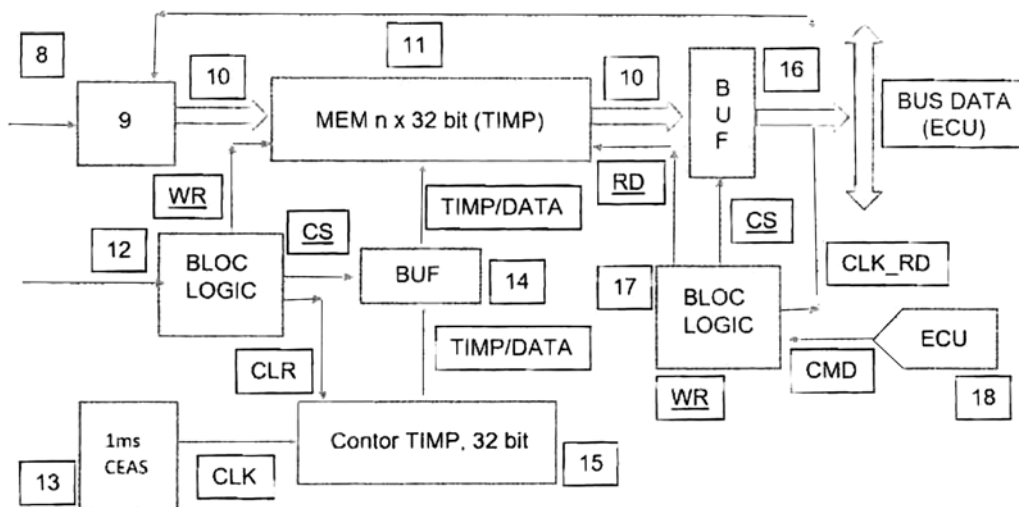 8
10
11
10
16
9
MEM n x 32 bit (TIMP)
B
U
F
BUS DATA
(ECU)
WR
RD
TIMP/DATA
CS
12
CS
BLOC
LOGIC
BUF
14
17
BLOC
LOGIC
CLK_RD
ECU
CLR
TIMP/DATA
CMD
WR
18
1ms
CEAS
Contor TIMP, 32 bit
13
CLK
15